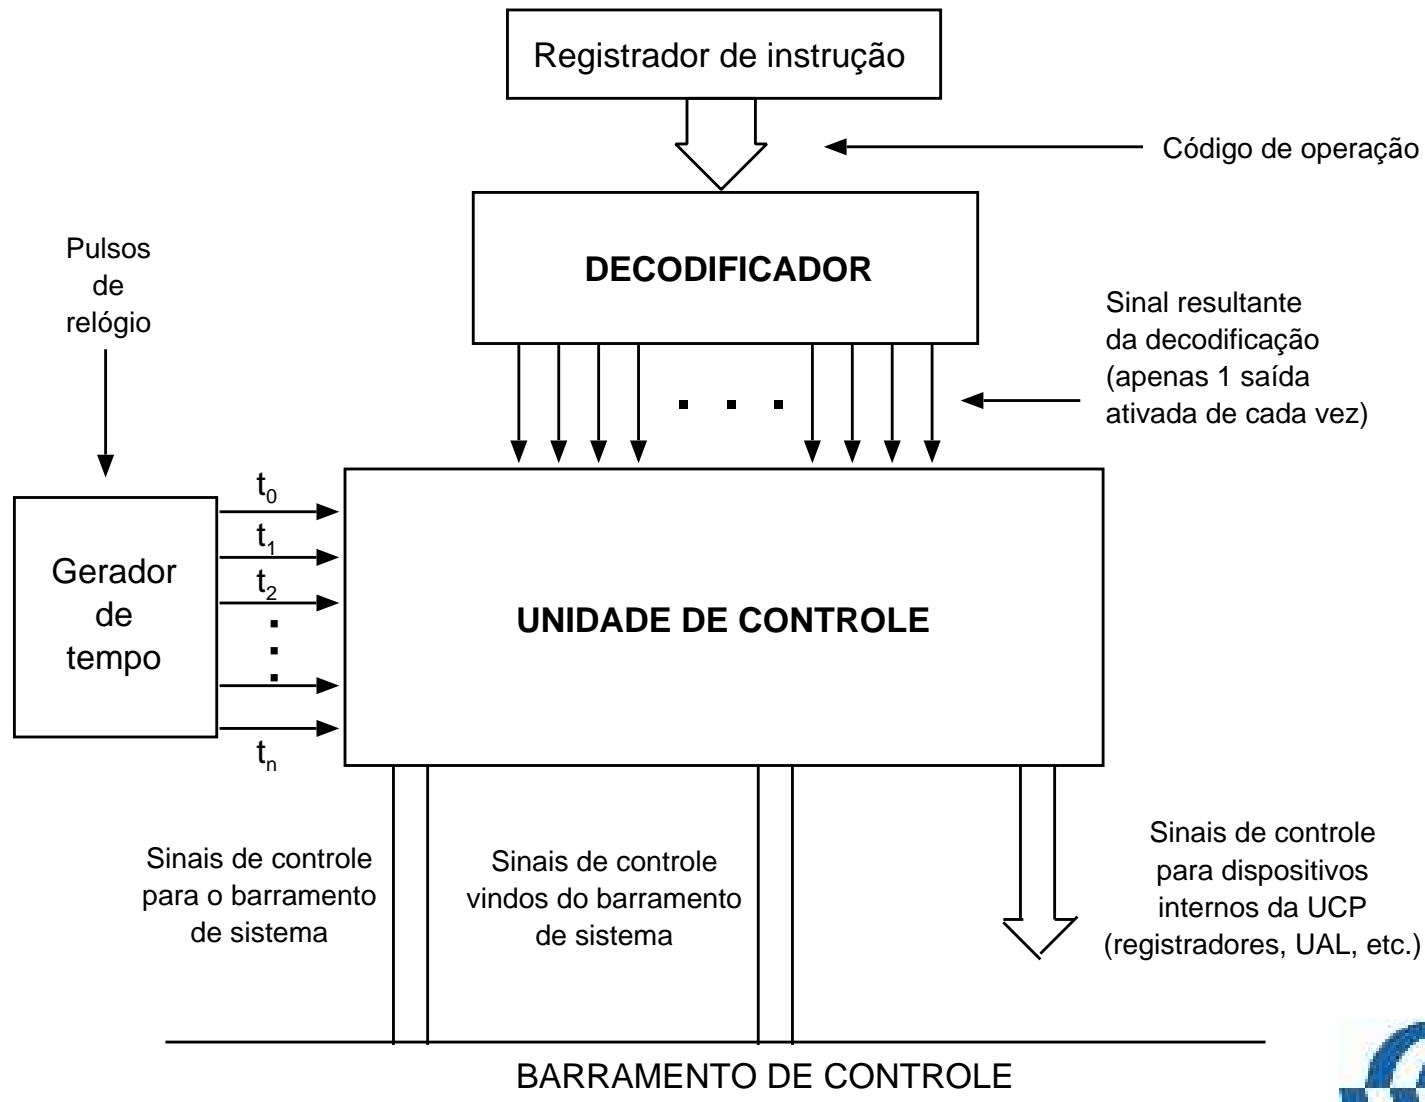 Registrador de instrução
Código de operação
DECODIFICADOR
Pulsos
de
relógio
Sinal resultante
da decodificação
(apenas 1 saída
ativada de cada vez)
t0
t1
t2
tn
Gerador
de
tempo
UNIDADE DE CONTROLE
Sinais de controle
para o barramento
de sistema
Sinais de controle
vindos do barramento
de sistema
Sinais de controle
para dispositivos
internos da UCP
(registradores, UAL, etc.)
BARRAMENTO DE CONTROLE